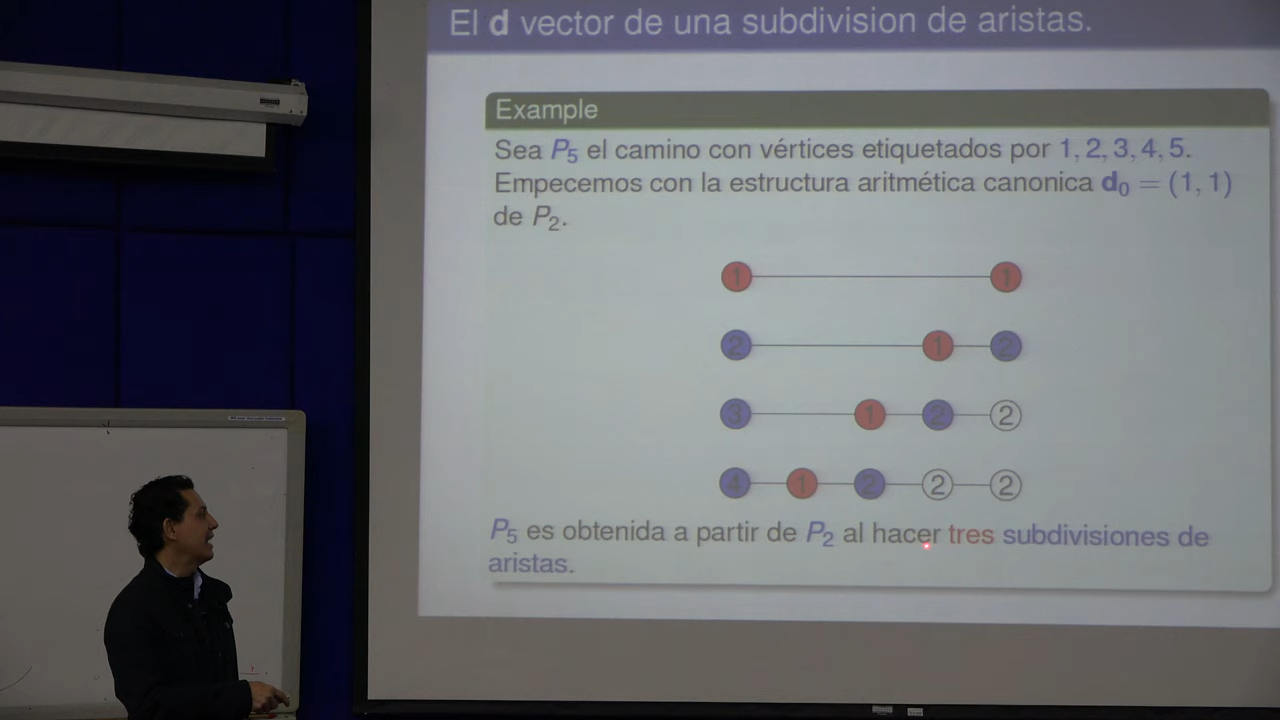 El d vector de una subdivision de aristas.
Example
Sea P₅ el camino con vértices etiquetados por 1, 2, 3, 4, 5.
Empecemos con la estructura aritmética canonica d₀ = (1, 1)
de P₂.
1 1
2 1 2
3 1 2 2
4 1 2 2 2
P₅ es obtenida a partir de P₂ al hacer tres subdivisiones de
aristas.